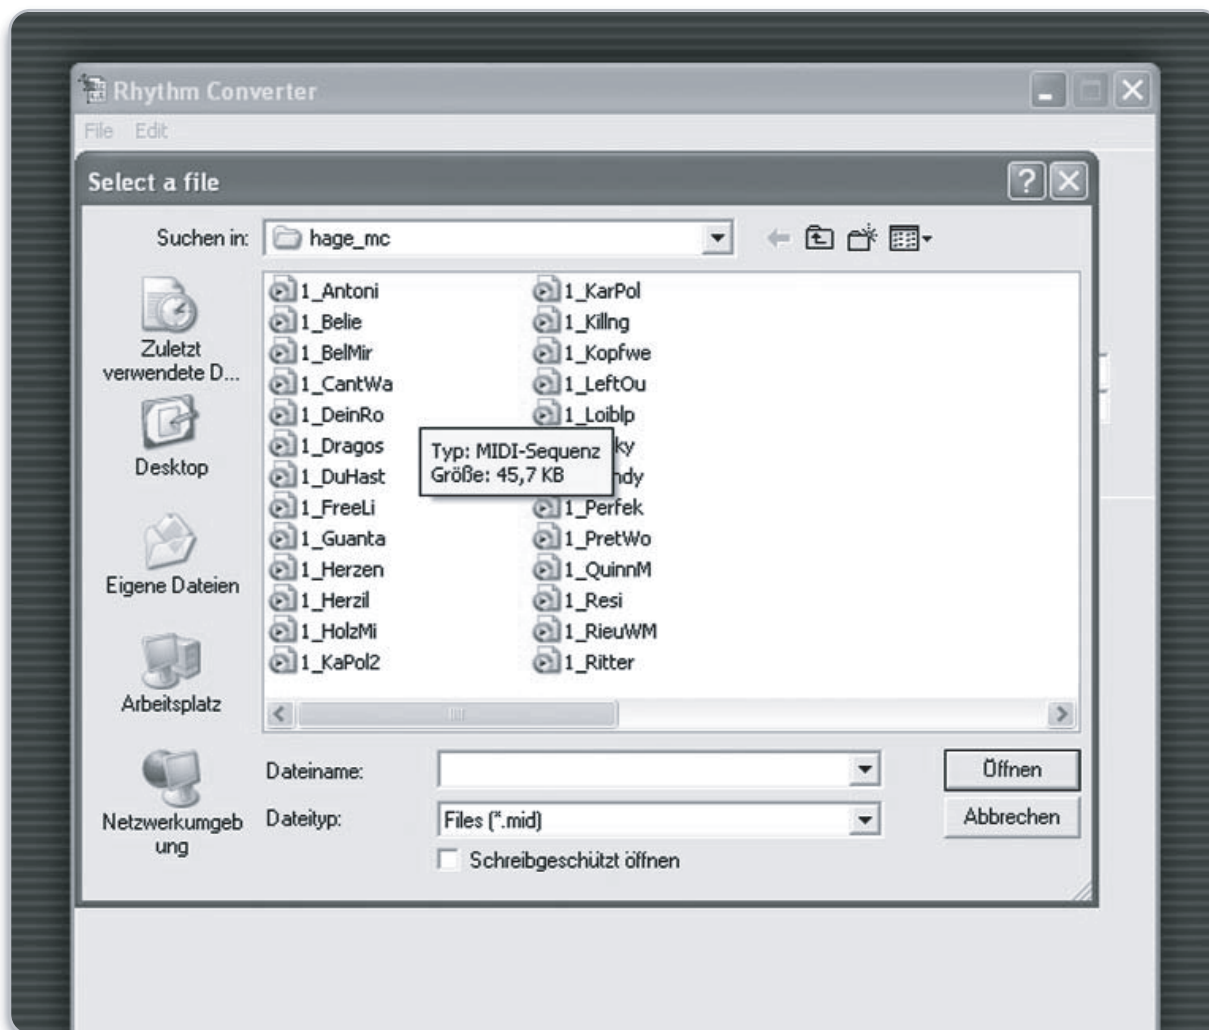 Rhythm Converter
File Edit
Select a file
Suchen in: hage_mc
Zuletzt
verwendete D...
Desktop
Eigene Dateien
Arbeitsplatz
Netzwerkumgeb
ung
1_Antoni
1_Belie
1_BelMir
1_CantWa
1_DeinRo
1_Dragos
1_DuHast
1_FreeLi
1_Guanta
1_Herzen
1_Herzil
1_HolzMi
1_KaPol2
1_KarPol
1_Killng
1_Kopfwe
1_LeftOu
1_Loiblp
ky
ndy
1_Perfek
1_PretWo
1_QuinnM
1_Resi
1_RieuWM
1_Ritter
Typ: MIDI-Sequenz
Größe: 45,7 KB
Dateiname:
Öffnen
Dateityp: Files (*.mid)
Abbrechen
Schreibgeschützt öffnen